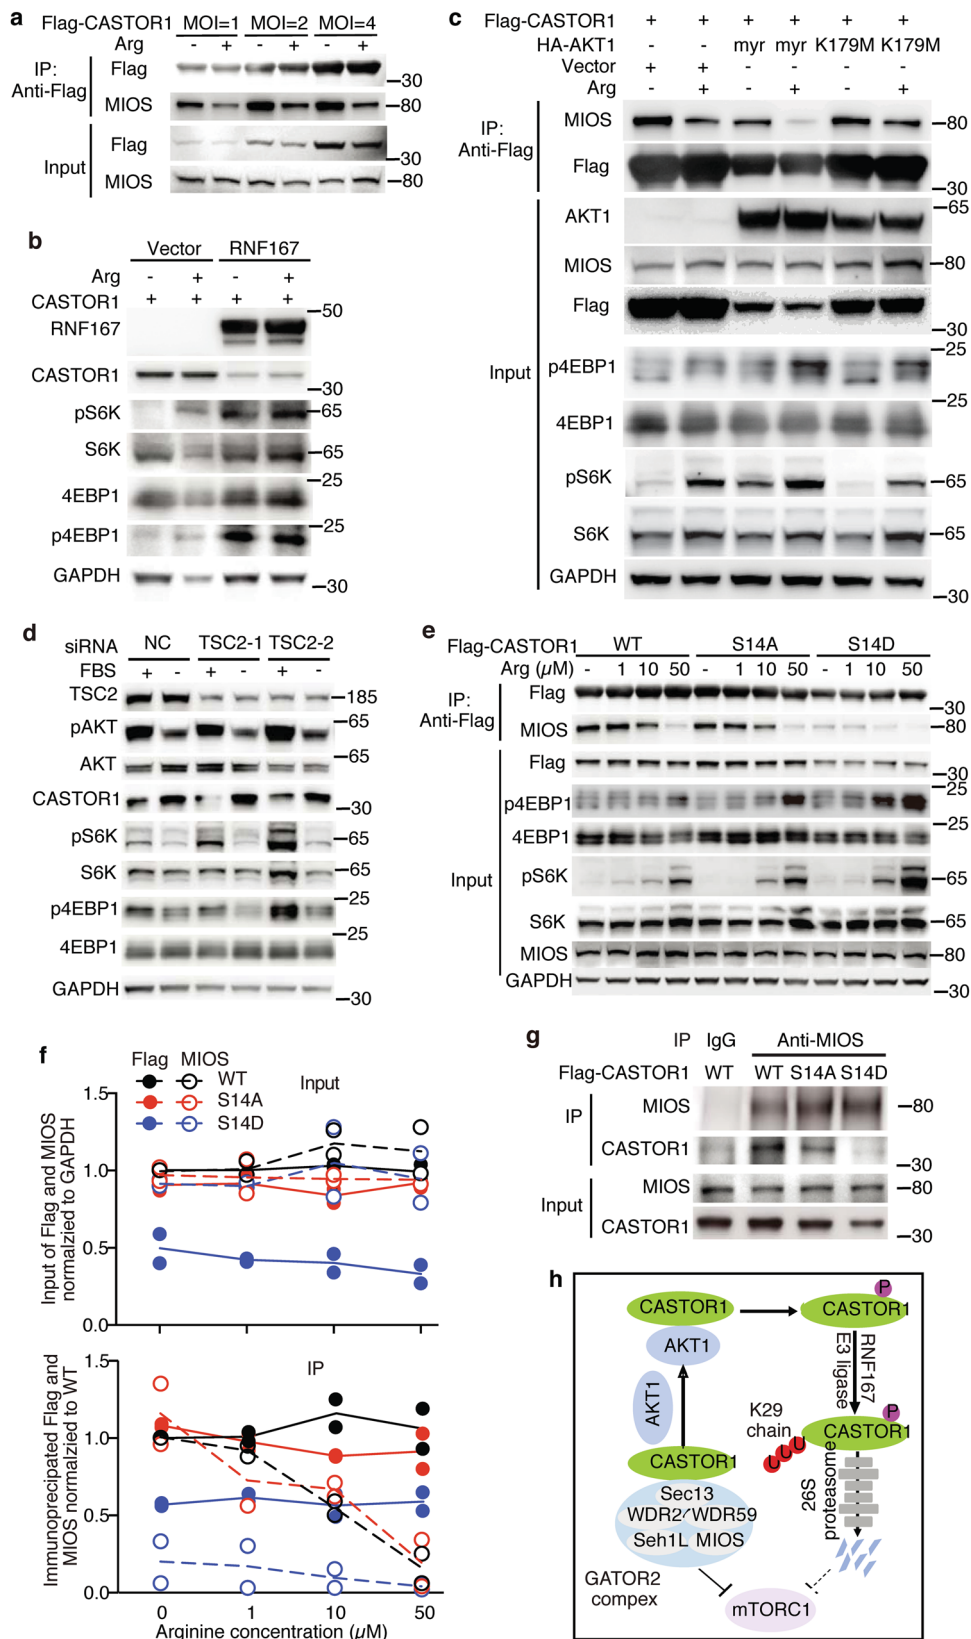 a
Flag-CASTOR1 MOI=1 MOI=2 MOI=4
Arg - + - + - +
IP: Anti-Flag
Flag
30
MIOS 80
Input
Flag
30
MIOS 80
b
Vector RNF167
Arg - + - +
CASTOR1 + + + +
50
RNF167
CASTOR1
30
pS6K 65
S6K 65
25
4EBP1
25
p4EBP1
GAPDH
30
c
Flag-CASTOR1 + + + + + +
HA-AKT1 - - myr myr K179M K179M
Vector + + - - - -
Arg - + - + - +
IP: Anti-Flag
MIOS 80
Flag
30
Input
65
AKT1
MIOS 80
Flag
30
25
p4EBP1
25
4EBP1
pS6K 65
S6K 65
GAPDH
30
d
siRNA NC TSC2-1 TSC2-2
FBS + - + - + -
TSC2 185
65
pAKT
65
AKT
CASTOR1
30
pS6K 65
S6K 65
25
p4EBP1
25
4EBP1
GAPDH
30
e
Flag-CASTOR1 WT S14A S14D
Arg (µM) - 1 10 50 - 1 10 50 - 1 10 50
IP: Anti-Flag
Flag
30
MIOS 80
Input
Flag
30
p4EBP1
25
4EBP1
pS6K 65
S6K 65
MIOS 80
GAPDH
30
f
Flag MIOS
WT
S14A
S14D
Input
Input of Flag and MIOS normalzied to GAPDH
1.5
1.0
0.5
0.0
IP
Immunoprecipated Flag and MIOS normalzied to WT
1.5
1.0
0.5
0.0
0 1 10 50
Arginine concentration (µM)
g
IP IgG Anti-MIOS
Flag-CASTOR1 WT WT S14A S14D
IP
MIOS 80
CASTOR1
30
Input
MIOS 80
CASTOR1 30
h
CASTOR1
P
CASTOR1
AKT1
AKT1
RNF167
E3 ligase
K29 chain
U U U
P
CASTOR1
CASTOR1
Sec13
WDR24 WDR59
Seh1L MIOS
26S proteasome
GATOR2 compex
mTORC1